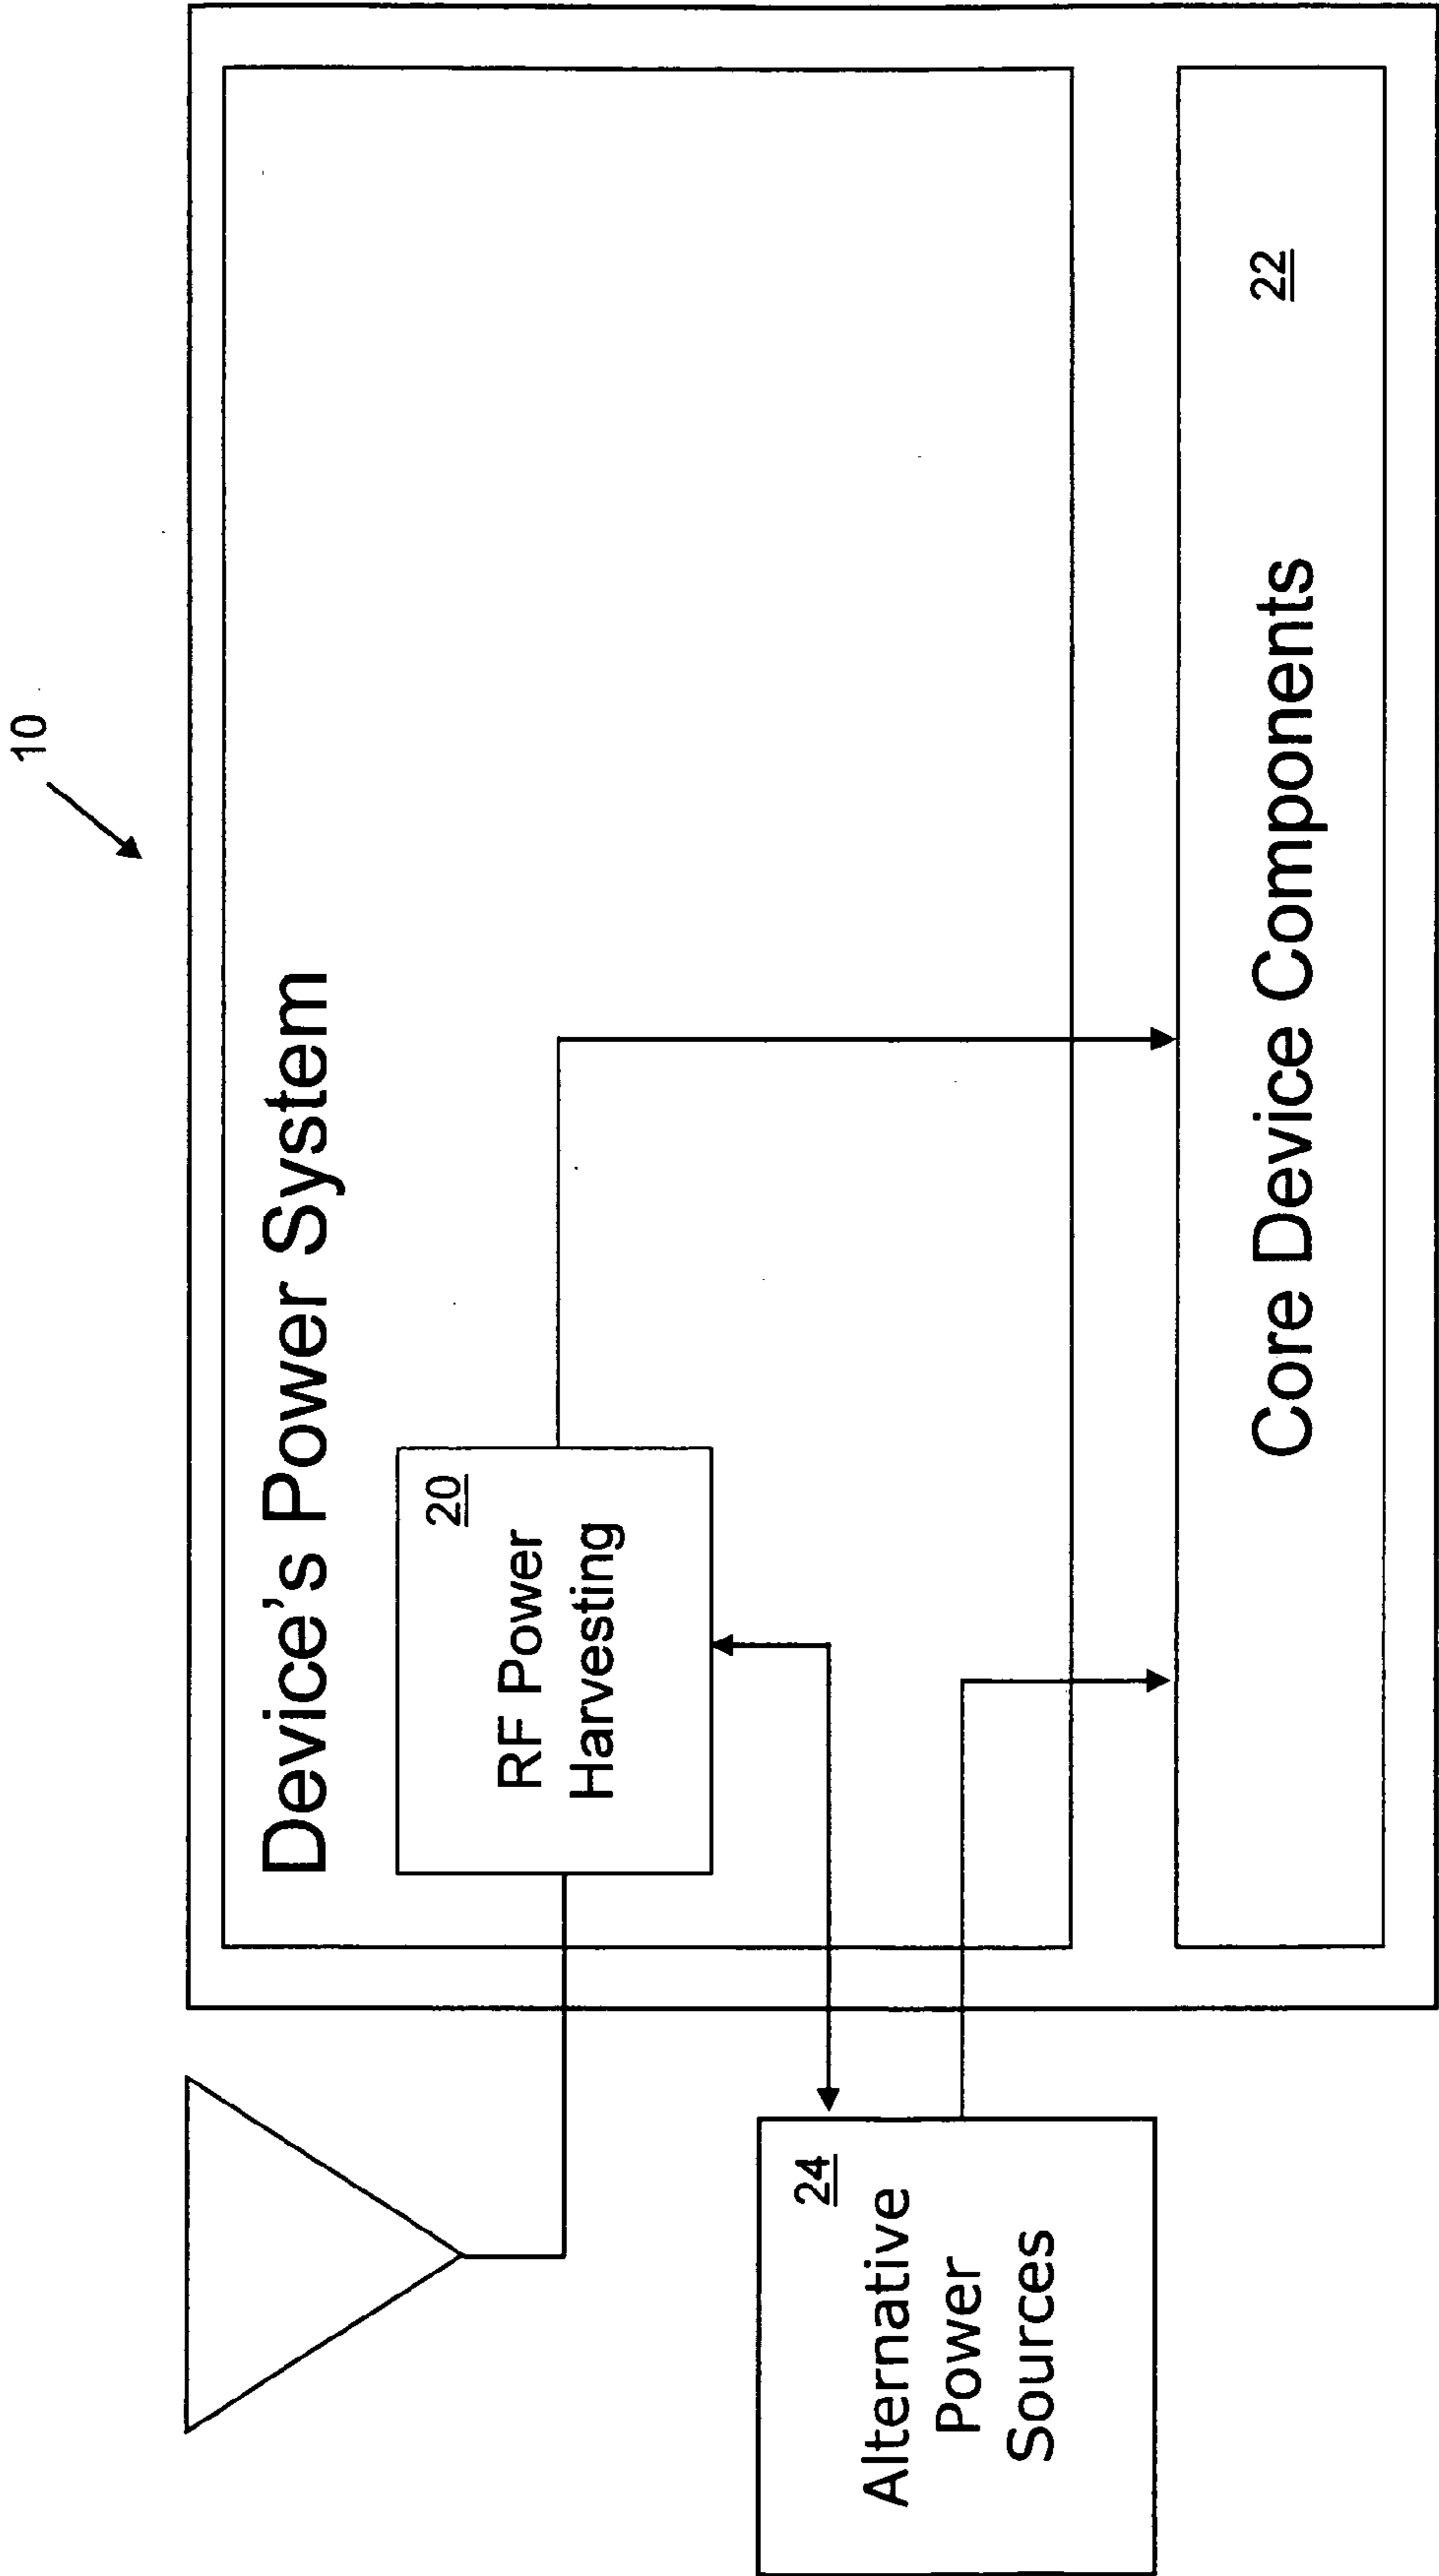 10
Device's Power System
20
RF Power
Harvesting
24
Alternative
Power
Sources
Core Device Components
22